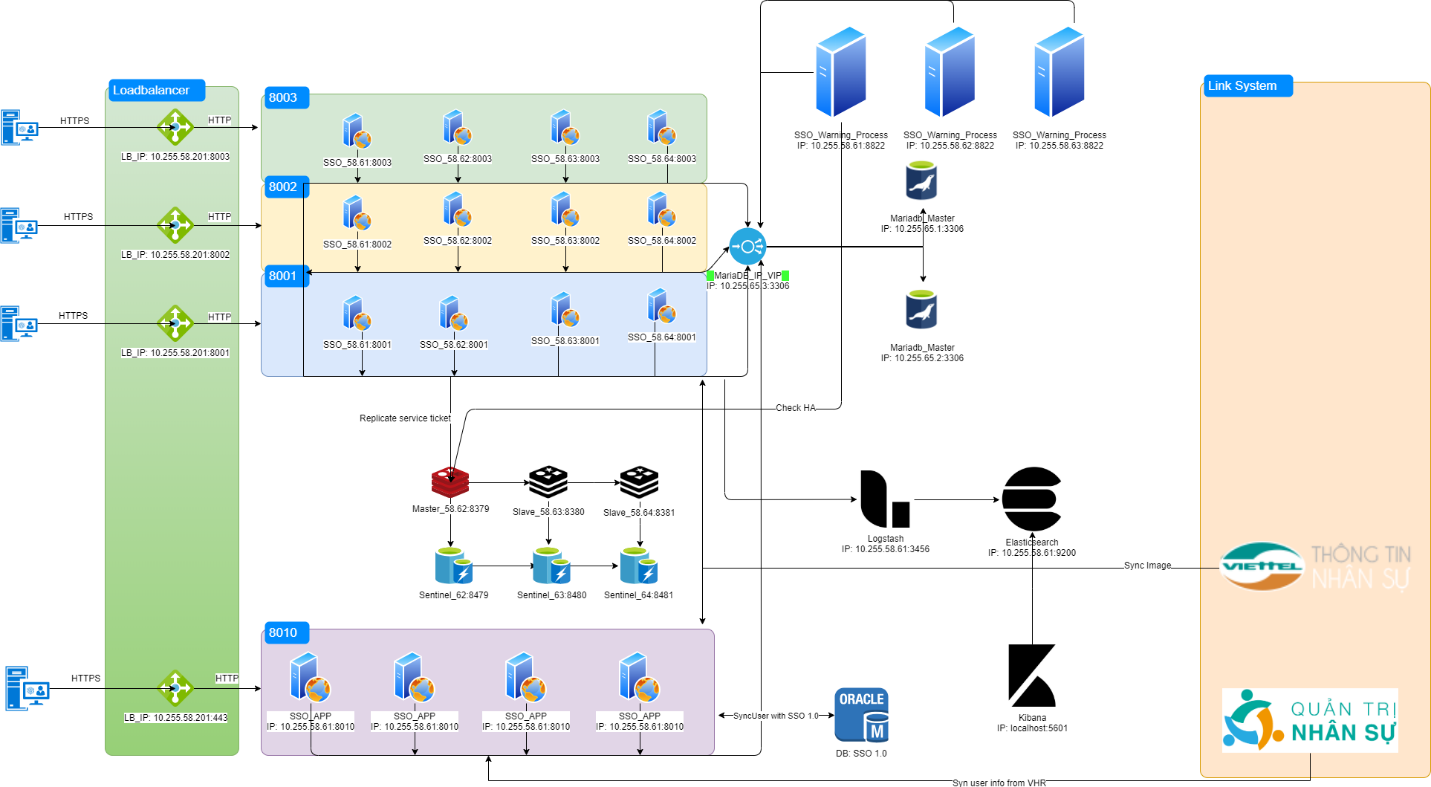 Loadbalancer
HTTPS
HTTP
LB_IP: 10.255.58.201:8003
HTTPS
HTTP
LB_IP: 10.255.58.201:8002
HTTPS
HTTP
LB_IP: 10.255.58.201:8001
HTTPS
HTTP
LB_IP: 10.255.58.201:443
8003
SSO_58.61:8003
SSO_58.62:8003
SSO_58.63:8003
SSO_58.64:8003
8002
SSO_58.61:8002
SSO_58.62:8002
SSO_58.63:8002
SSO_58.64:8002
8001
SSO_58.61:8001
SSO_58.62:8001
SSO_58.63:8001
SSO_58.64:8001
MariaDB_IP_VIP
IP: 10.255.65.3:3306
SSO_Warning_Process
IP: 10.255.58.61:8822
SSO_Warning_Process
IP: 10.255.58.62:8822
SSO_Warning_Process
IP: 10.255.58.63:8822
Mariadb_Master
IP: 10.255.65.1:3306
Mariadb_Master
IP: 10.255.65.2:3306
Replicate service ticket
Check HA
Master_58.62:8379
Slave_58.63:8380
Slave_58.64:8381
Sentinel_62:8479
Sentinel_63:8480
Sentinel_64:8481
Logstash
IP: 10.255.58.61:3456
Elasticsearch
IP: 10.255.58.61:9200
Sync Image
8010
SSO_APP
IP: 10.255.58.61:8010
SSO_APP
IP: 10.255.58.61:8010
SSO_APP
IP: 10.255.58.61:8010
SSO_APP
IP: 10.255.58.61:8010
SyncUser with SSO 1.0
ORACLE
M
DB: SSO 1.0
Kibana
IP: localhost:5601
Syn user info from VHR
Link System
VIETTEL
THÔNG TIN
NHÂN SỰ
QUẢN TRỊ
NHÂN SỰ